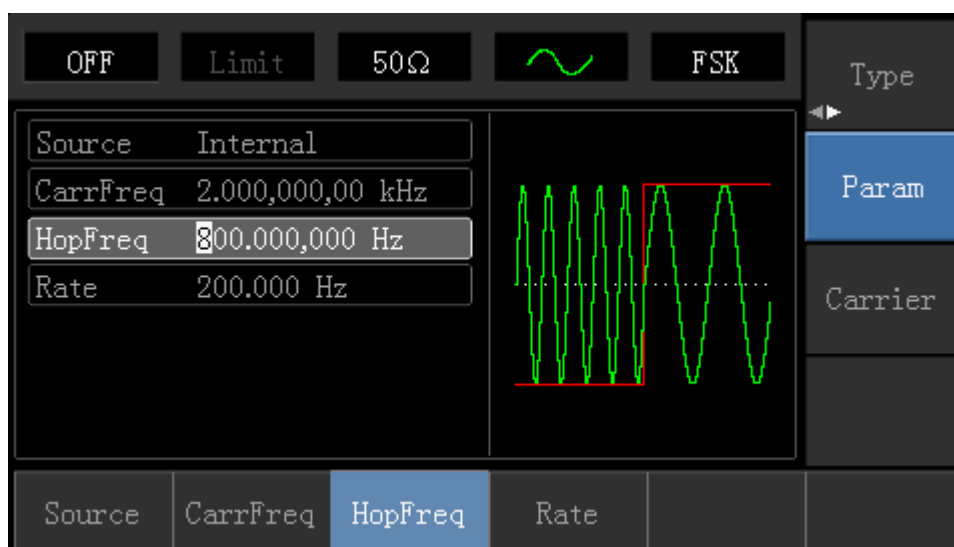 OFF Limit 50Ω FSK
Type
Source Internal
CarrFreq 2.000,000,00 kHz
HopFreq 800.000,000 Hz
Rate 200.000 Hz
Param
Carrier
Source CarrFreq HopFreq Rate